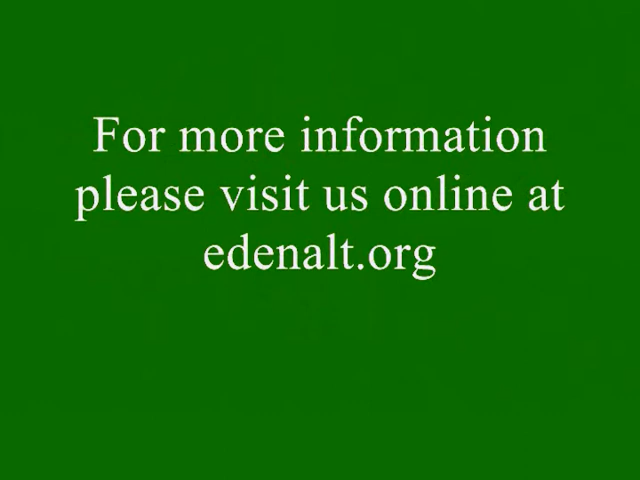 For more information
please visit us online at
edenalt.org